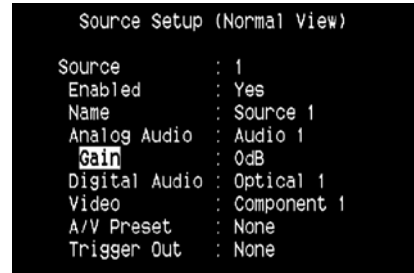 Source Setup (Normal View)
Source : 1
Enabled : Yes
Name : Source 1
Analog Audio : Audio 1
Gain : 0dB
Digital Audio : Optical 1
Video : Component 1
A/V Preset : None
Trigger Out : None